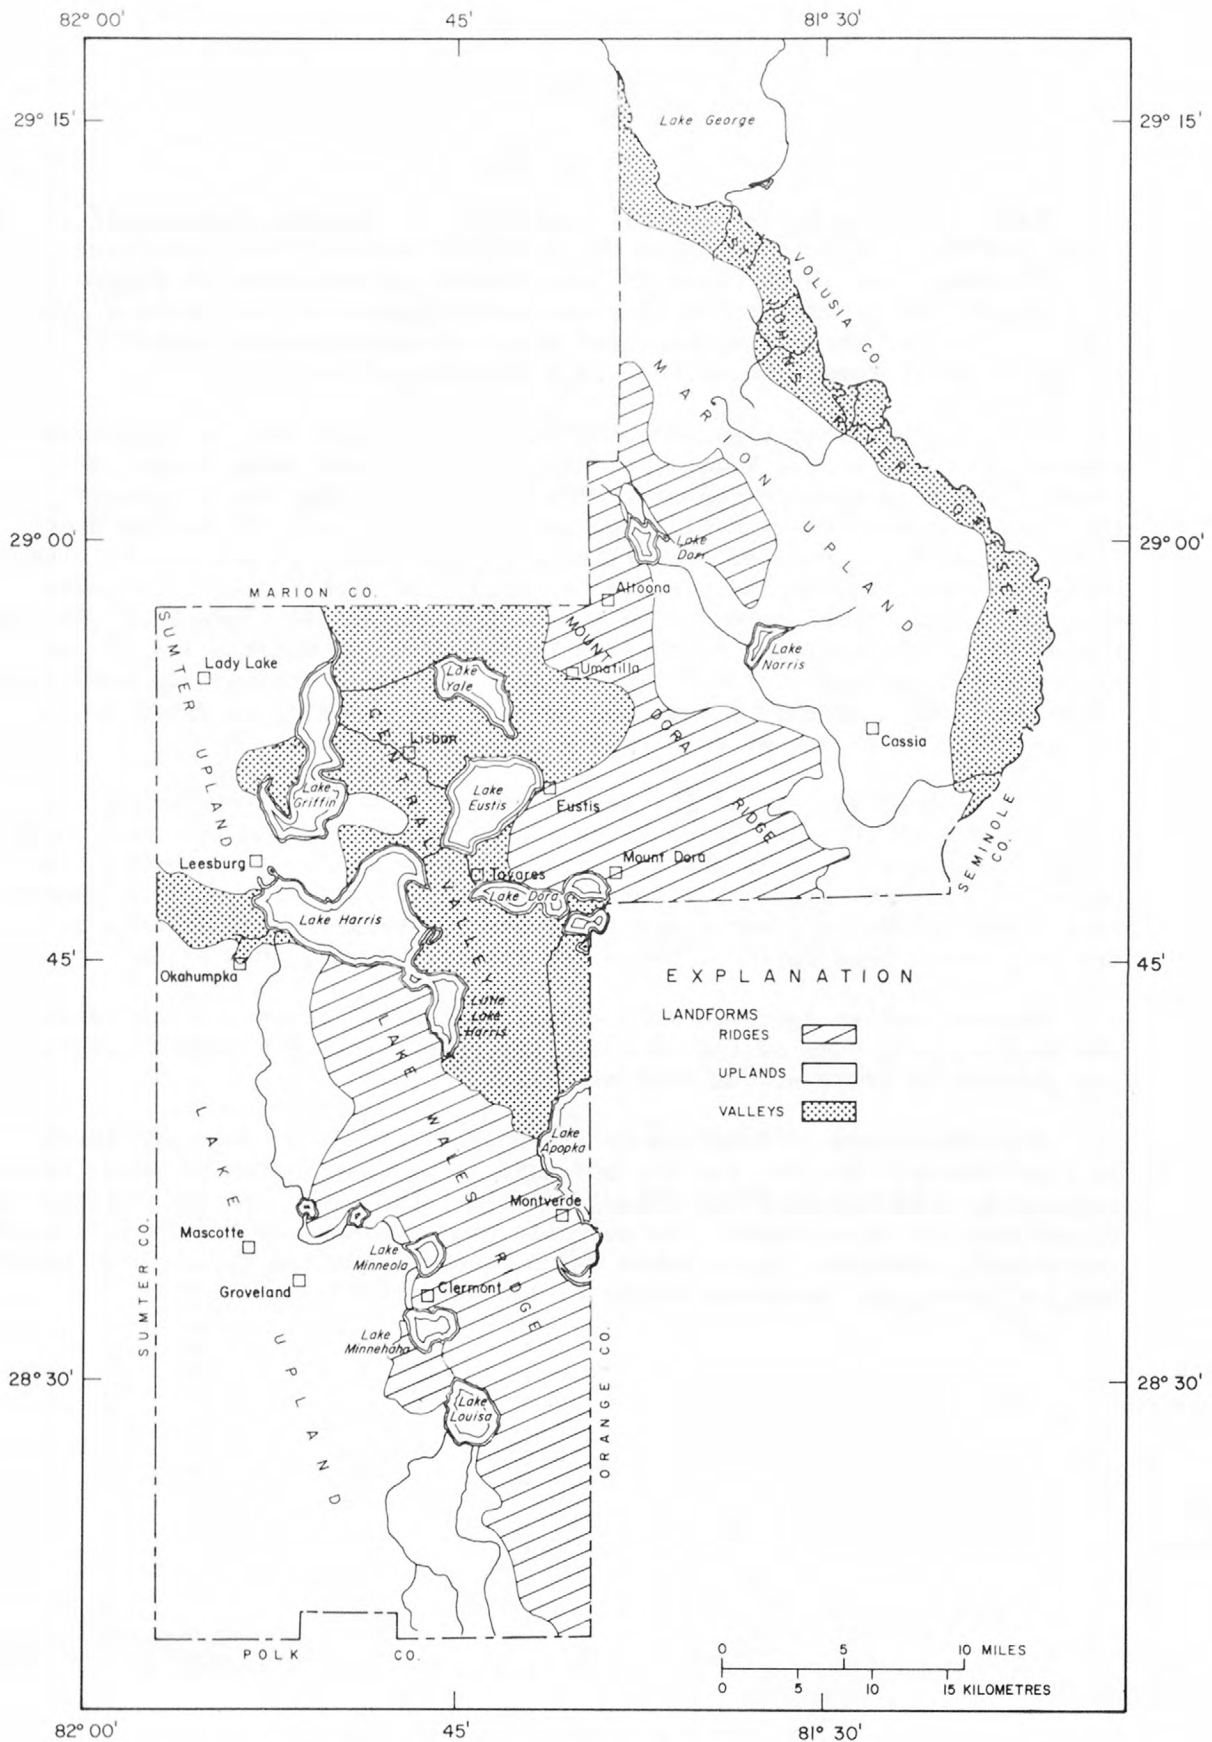 82° 00'
45'
81° 30'
29° 15'
29° 15'
Lake George
ST. JOHNS RIVER OFFSET
VOLUSIA CO.
MARION UPLAND
29° 00'
29° 00'
Lake
Dorr
Altoona
MARION CO.
SUMTER UPLAND
MOUNT DORA RIDGE
Lady Lake
Lake
Yale
Umatilla
Lake
Norris
CENTRAL VALLEY
Lisbon
Cassia
Lake
Griffin
Lake
Eustis
Eustis
SEMINOLE
CO.
Leesburg
Tavares
Mount Dora
Lake Dora
Lake Harris
45'
45'
Okahumpka
Little
Lake
Harris
EXPLANATION
LANDFORMS
RIDGES
UPLANDS
VALLEYS
LAKE WALES RIDGE
LAKE UPLAND
Lake
Apopka
Montverde
Mascotte
Lake
Minneola
SUMTER CO.
Groveland
Clermont
Lake
Minnehaha
ORANGE CO.
28° 30'
28° 30'
Lake
Louisa
POLK CO.
0 5 10 MILES
0 5 10 15 KILOMETRES
82° 00'
45'
81° 30'